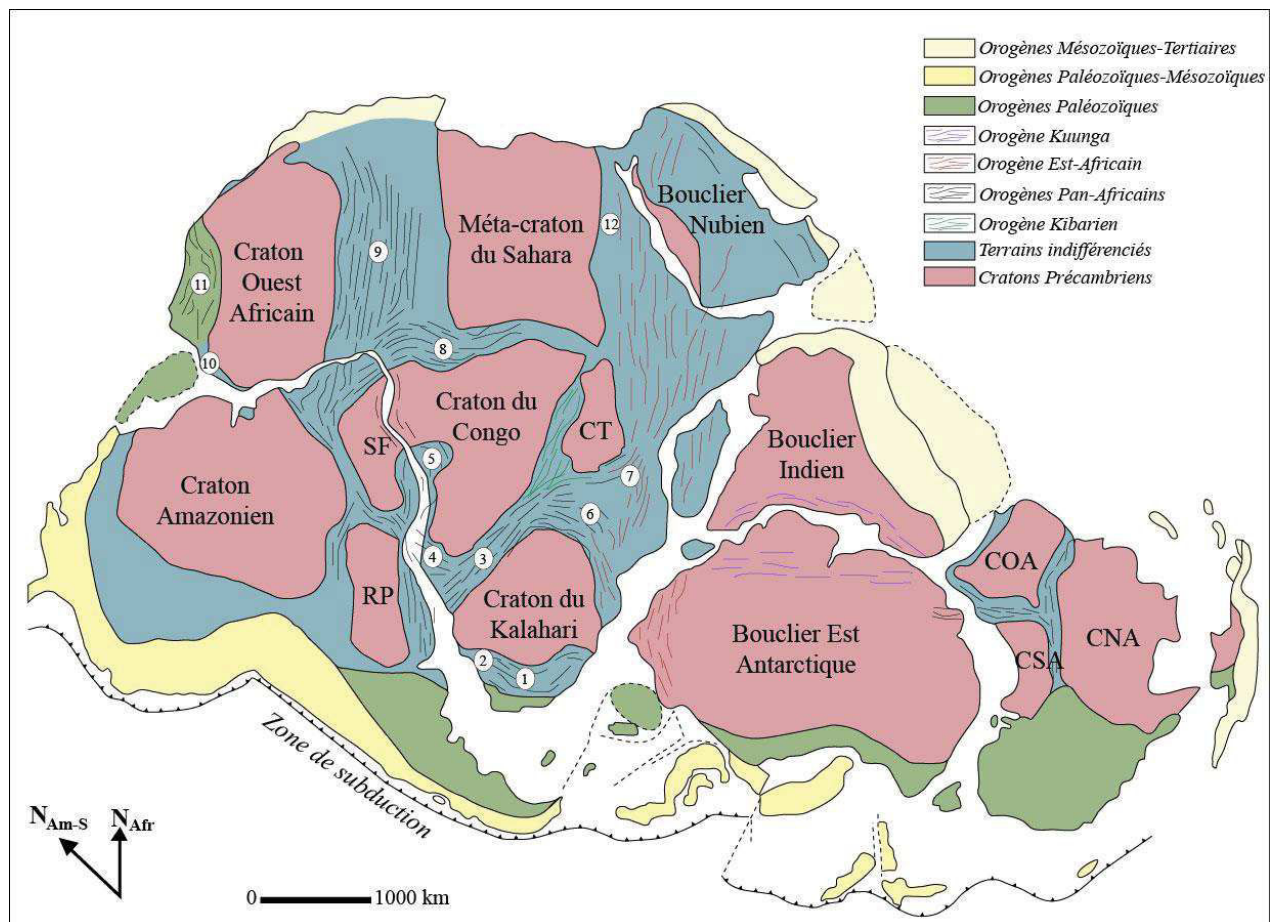 Orogènes Mésozoïques-Tertiaires
Orogènes Paléozoïques-Mésozoïques
Orogènes Paléozoïques
Orogène Kuunga
Orogène Est-Africain
Orogènes Pan-Africains
Orogène Kibarien
Terrains indifférenciés
Cratons Précambriens
Bouclier
Nubien
12
Méta-craton
du Sahara
9
Craton
Ouest
Africain
11
10
8
Craton du
Congo
CT
SF
5
7
Bouclier
Indien
Craton
Amazonien
6
4
3
RP
Craton du
Kalahari
2
1
Bouclier Est
Antarctique
COA
CNA
CSA
Zone de subduction
N Am-S
N Afr
0 1000 km